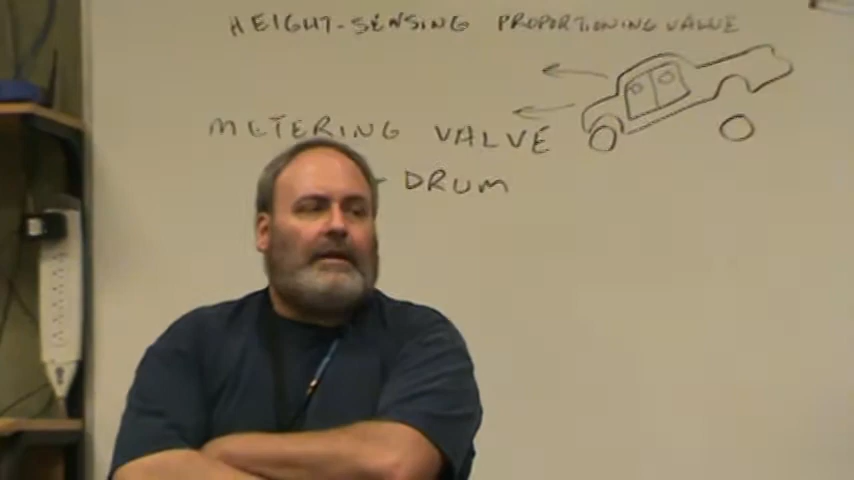 HEIGHT-SENSING PROPORTIONING VALVE
METERING VALVE
- DRUM